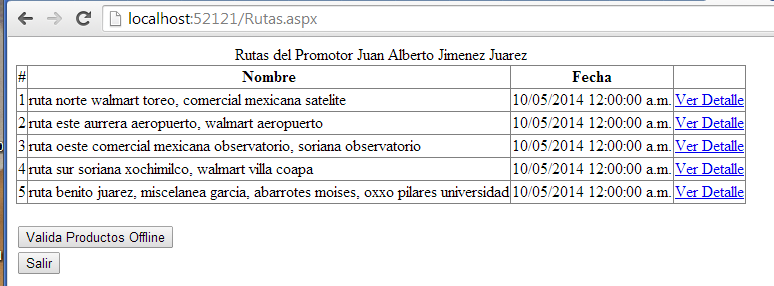 localhost:52121/Rutas.aspx
Rutas del Promotor Juan Alberto Jimenez Juarez
# Nombre Fecha
1 ruta norte walmart toreo, comercial mexicana satelite 10/05/2014 12:00:00 a.m. Ver Detalle
2 ruta este aurrera aeropuerto, walmart aeropuerto 10/05/2014 12:00:00 a.m. Ver Detalle
3 ruta oeste comercial mexicana observatorio, soriana observatorio 10/05/2014 12:00:00 a.m. Ver Detalle
4 ruta sur soriana xochimilco, walmart villa coapa 10/05/2014 12:00:00 a.m. Ver Detalle
5 ruta benito juarez, miscelanea garcia, abarrotes moises, oxxo pilares universidad 10/05/2014 12:00:00 a.m. Ver Detalle
Valida Productos Offline
Salir